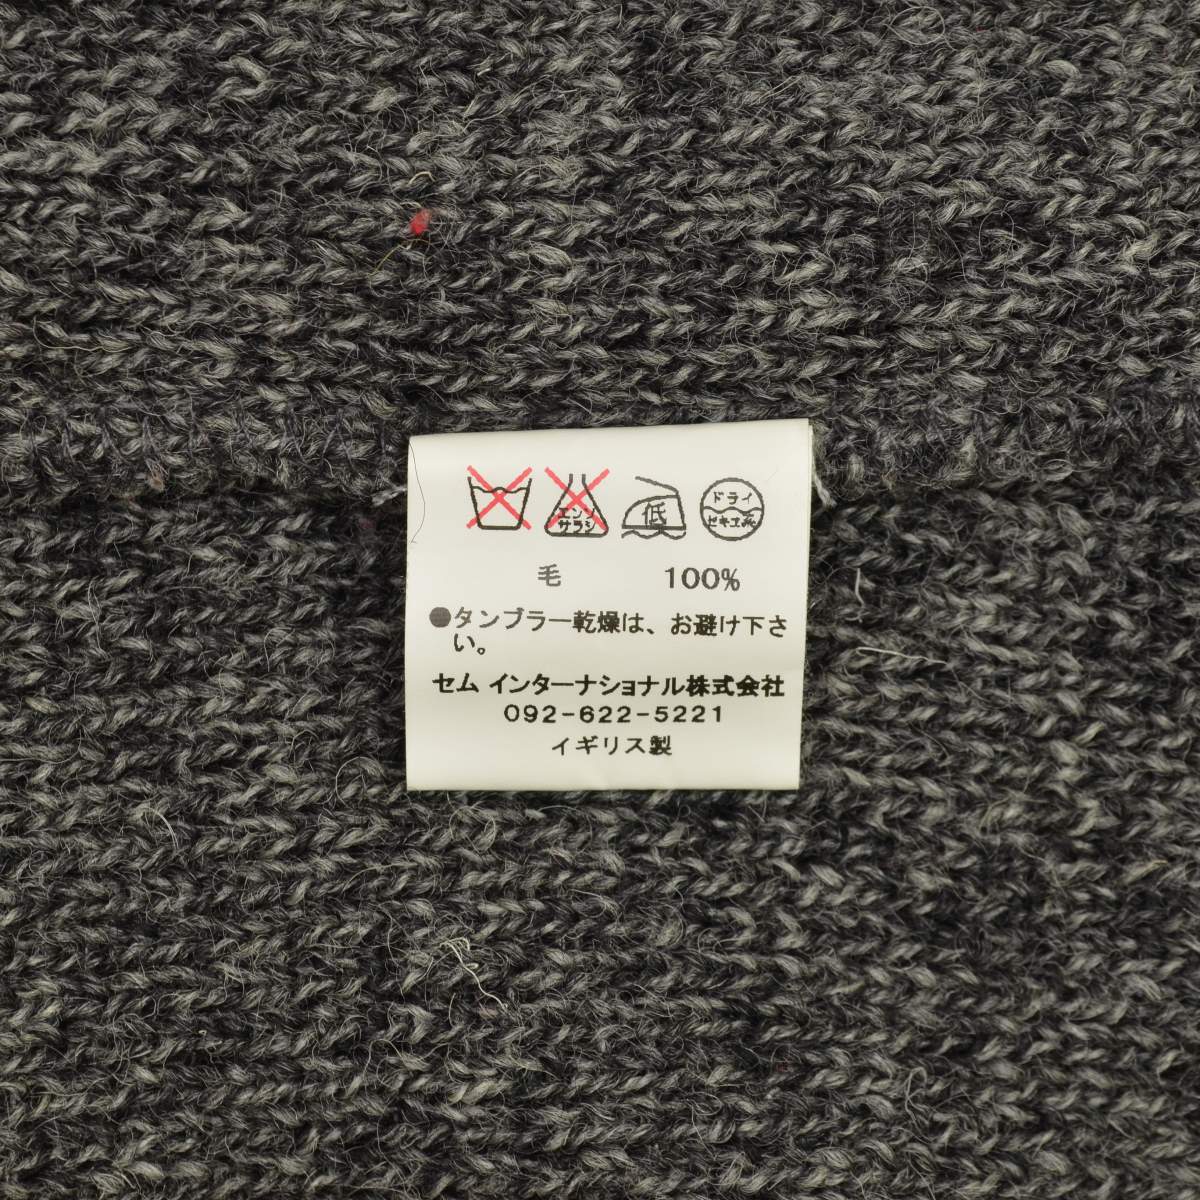 エンソ
サラシ
低
ドライ
セキユ系
毛 100%
●タンブラー乾燥は、お避け下さ
い。
セム インターナショナル株式会社
092-622-5221
イギリス製